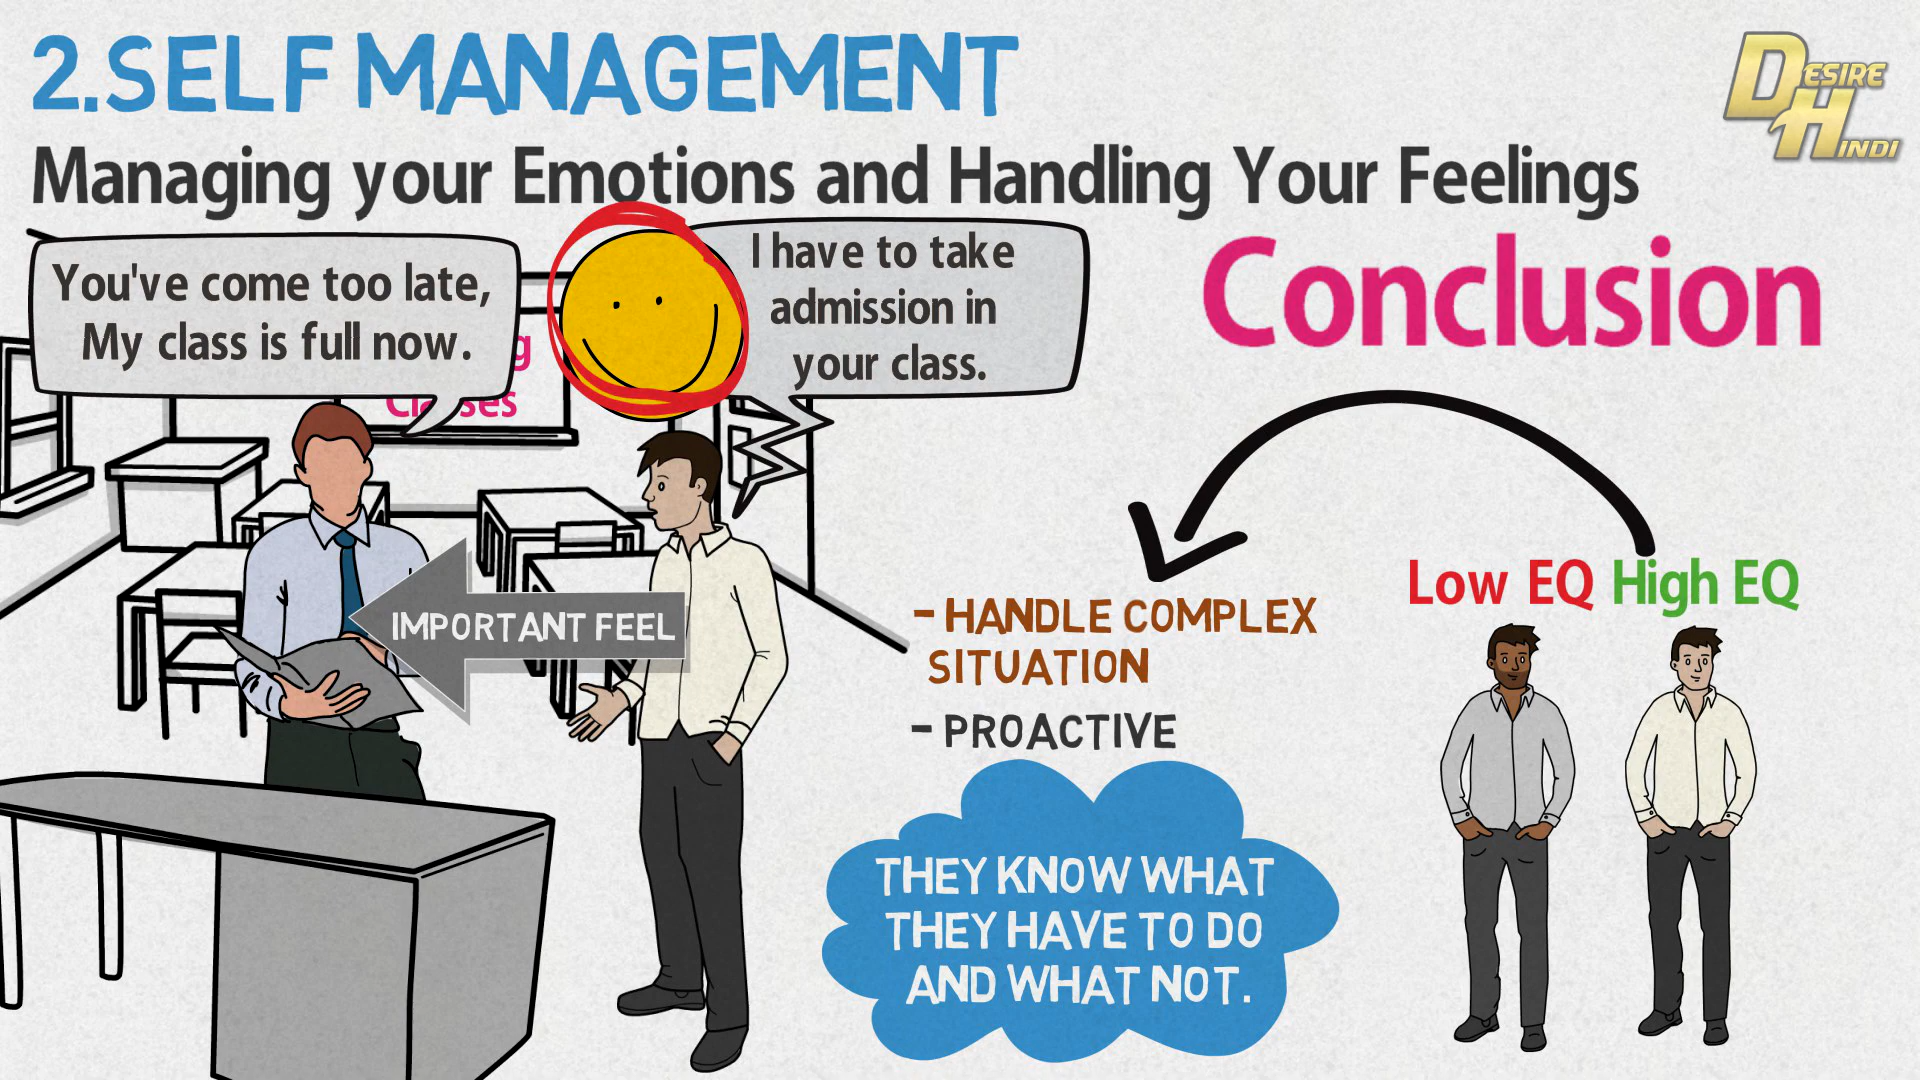 2.SELF MANAGEMENT
DESIRE
HINDI
Managing your Emotions and Handling Your Feelings
You've come too late,
My class is full now.
I have to take
admission in
your class.
Conclusion
IMPORTANT FEEL
- HANDLE COMPLEX
SITUATION
- PROACTIVE
THEY KNOW WHAT
THEY HAVE TO DO
AND WHAT NOT.
Low EQ High EQ